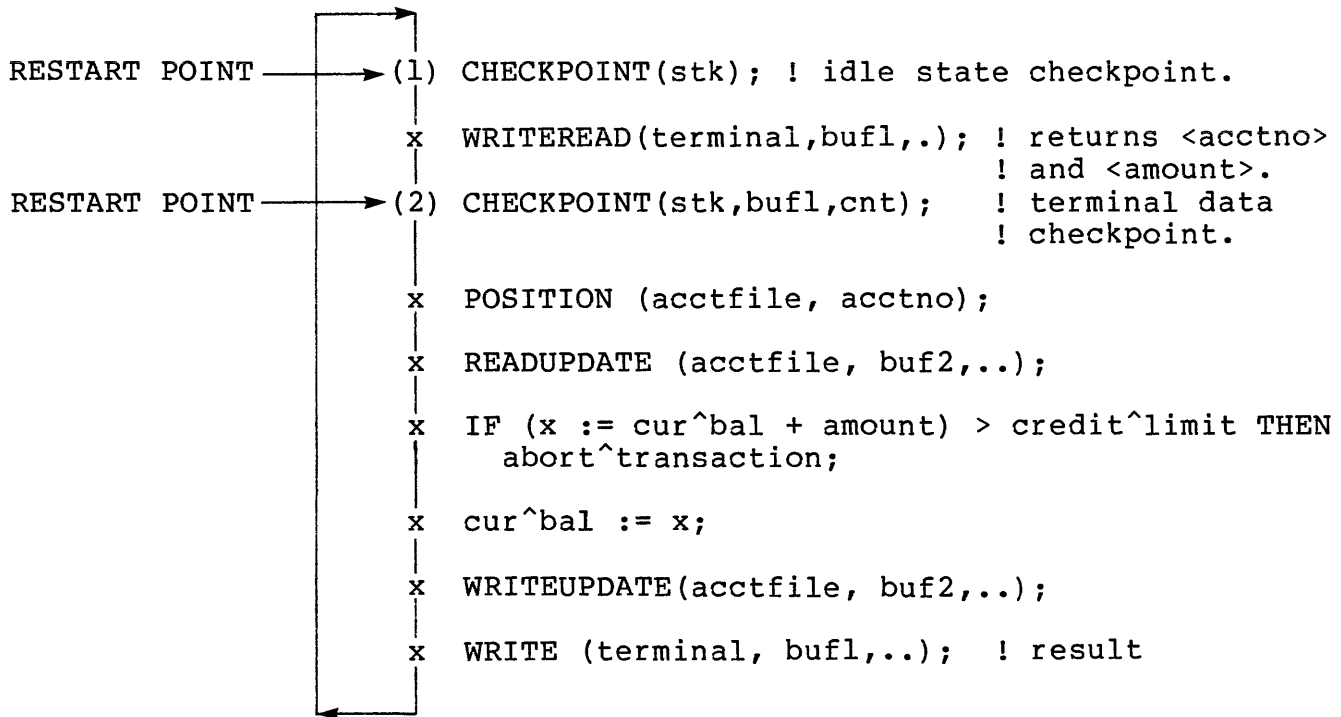 RESTART POINT (1) CHECKPOINT(stk); ! idle state checkpoint.
x WRITEREAD(terminal,buf1,.); ! returns <acctno>
! and <amount>.
RESTART POINT (2) CHECKPOINT(stk,buf1,cnt); ! terminal data
! checkpoint.
x POSITION (acctfile, acctno);
x READUPDATE (acctfile, buf2,..);
x IF (x := cur^bal + amount) > credit^limit THEN
abort^transaction;
x cur^bal := x;
x WRITEUPDATE(acctfile, buf2,..);
x WRITE (terminal, buf1,..); ! result